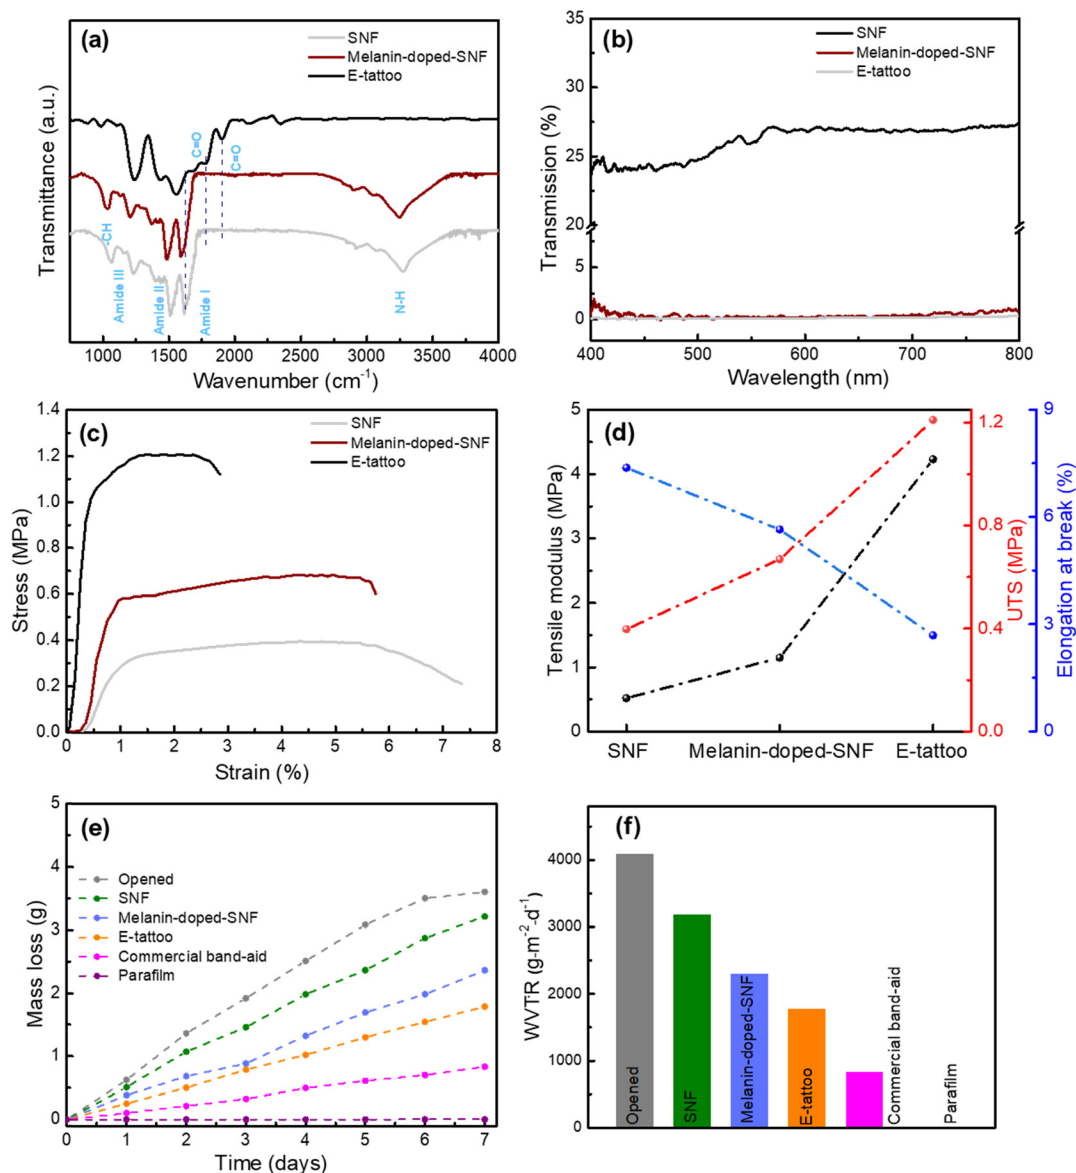 (a)
SNF
Melanin-doped-SNF
E-tattoo
C=O
C=O
-CH
Amide III
Amide II
Amide I
N-H
Transmittance (a.u.)
1000 1500 2000 2500 3000 3500 4000
Wavenumber (cm-1)
(b)
SNF
Melanin-doped-SNF
E-tattoo
Transmission (%)
35
30
25
20
5
0
400 500 600 700 800
Wavelength (nm)
(c)
SNF
Melanin-doped-SNF
E-tattoo
Stress (MPa)
1.4
1.2
1.0
0.8
0.6
0.4
0.2
0.0
0 1 2 3 4 5 6 7 8
Strain (%)
(d)
Tensile modulus (MPa)
5
4
3
2
1
0
SNF Melanin-doped-SNF E-tattoo
1.2
0.8
0.4
0.0
UTS (MPa)
9
6
3
0
Elongation at break (%)
(e)
Opened
SNF
Melanin-doped-SNF
E-tattoo
Commercial band-aid
Parafilm
Mass loss (g)
5
4
3
2
1
0
0 1 2 3 4 5 6 7
Time (days)
(f)
WVTR (g-m-2-d-1)
4000
3000
2000
1000
0
Opened
SNF
Melanin-doped-SNF
E-tattoo
Commercial band-aid
Parafilm